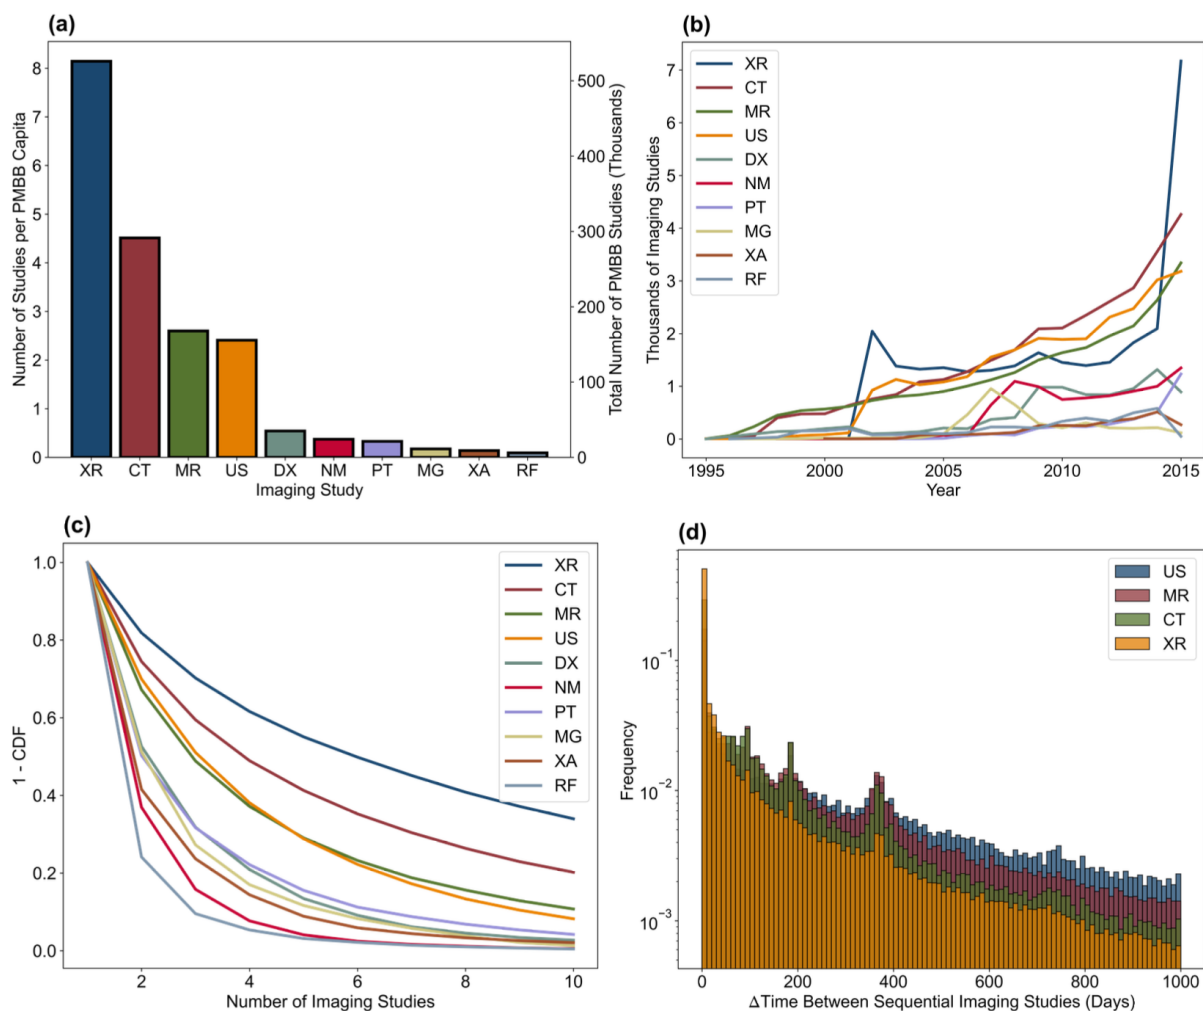 (a)
Number of Studies per PMBB Capita
8
7
6
5
4
3
2
1
0
500
400
300
200
100
0
Total Number of PMBB Studies (Thousands)
XR CT MR US DX NM PT MG XA RF
Imaging Study
(b)
Thousands of Imaging Studies
7
6
5
4
3
2
1
0
XR
CT
MR
US
DX
NM
PT
MG
XA
RF
1995 2000 2005 2010 2015
Year
(c)
1 - CDF
1.0
0.8
0.6
0.4
0.2
0.0
XR
CT
MR
US
DX
NM
PT
MG
XA
RF
2 4 6 8 10
Number of Imaging Studies
(d)
Frequency
10⁻¹
10⁻²
10⁻³
US
MR
CT
XR
0 200 400 600 800 1000
ΔTime Between Sequential Imaging Studies (Days)